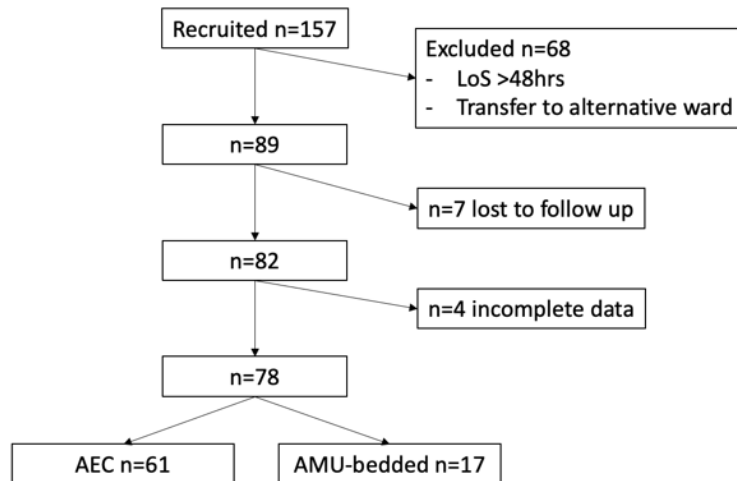 Recruited n=157
Excluded n=68
- LoS >48hrs
- Transfer to alternative ward
n=89
n=7 lost to follow up
n=82
n=4 incomplete data
n=78
AEC n=61
AMU-bedded n=17